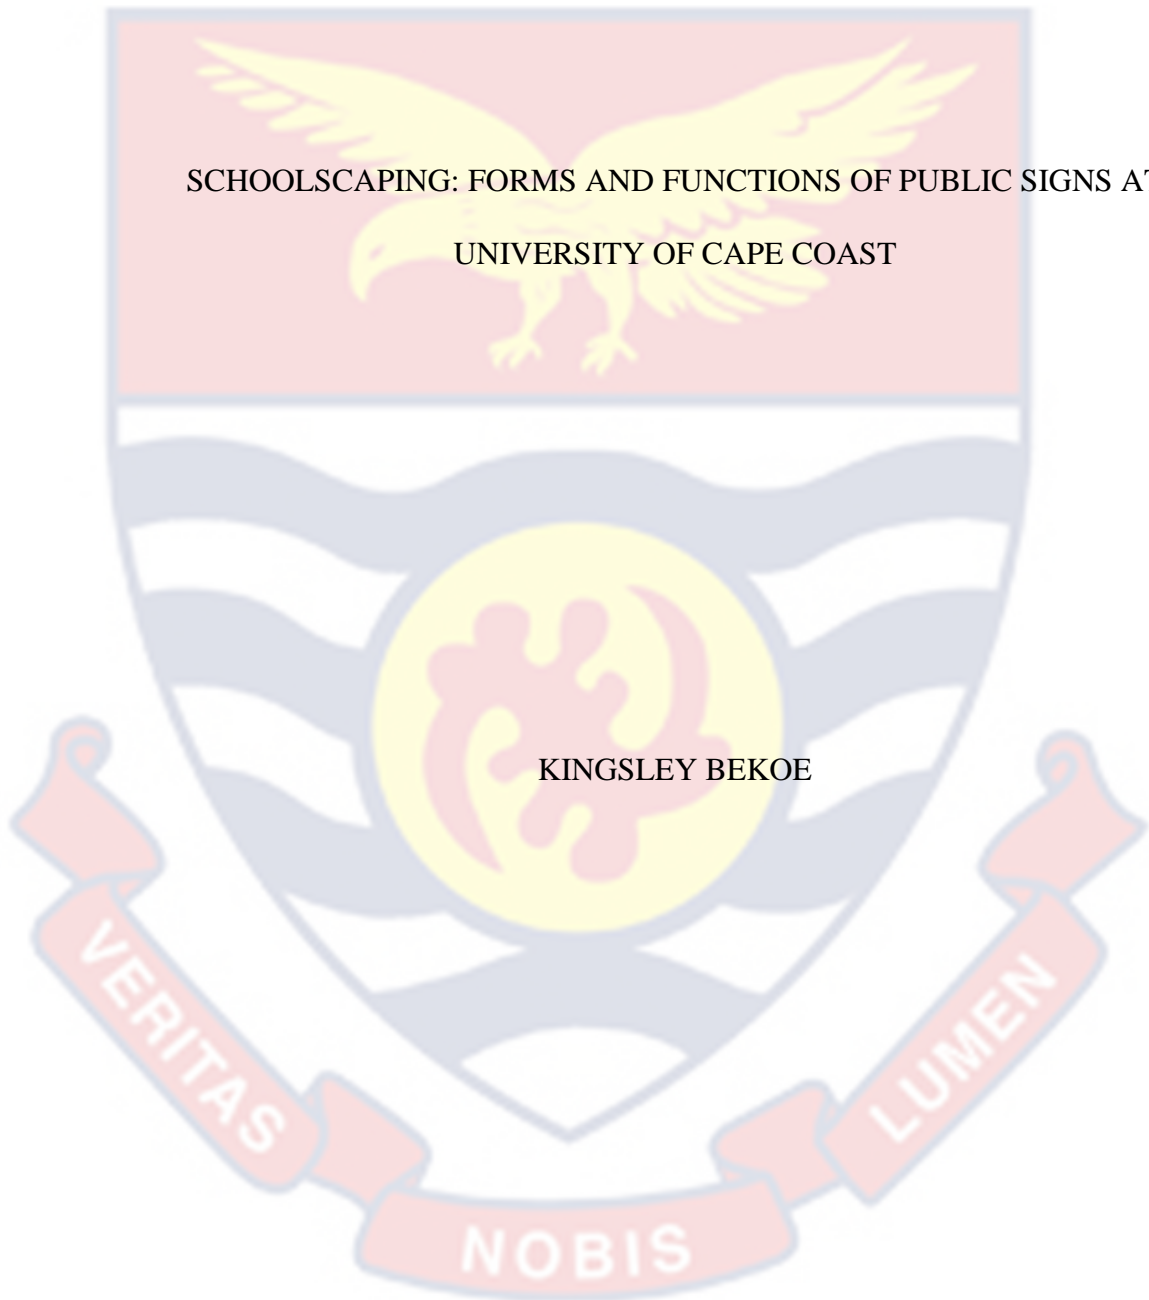 SCHOOLSCAPING: FORMS AND FUNCTIONS OF PUBLIC SIGNS
UNIVERSITY OF CAPE COAST
KINGSLEY BEKOE
VERITAS
NOBIS
LUMEN